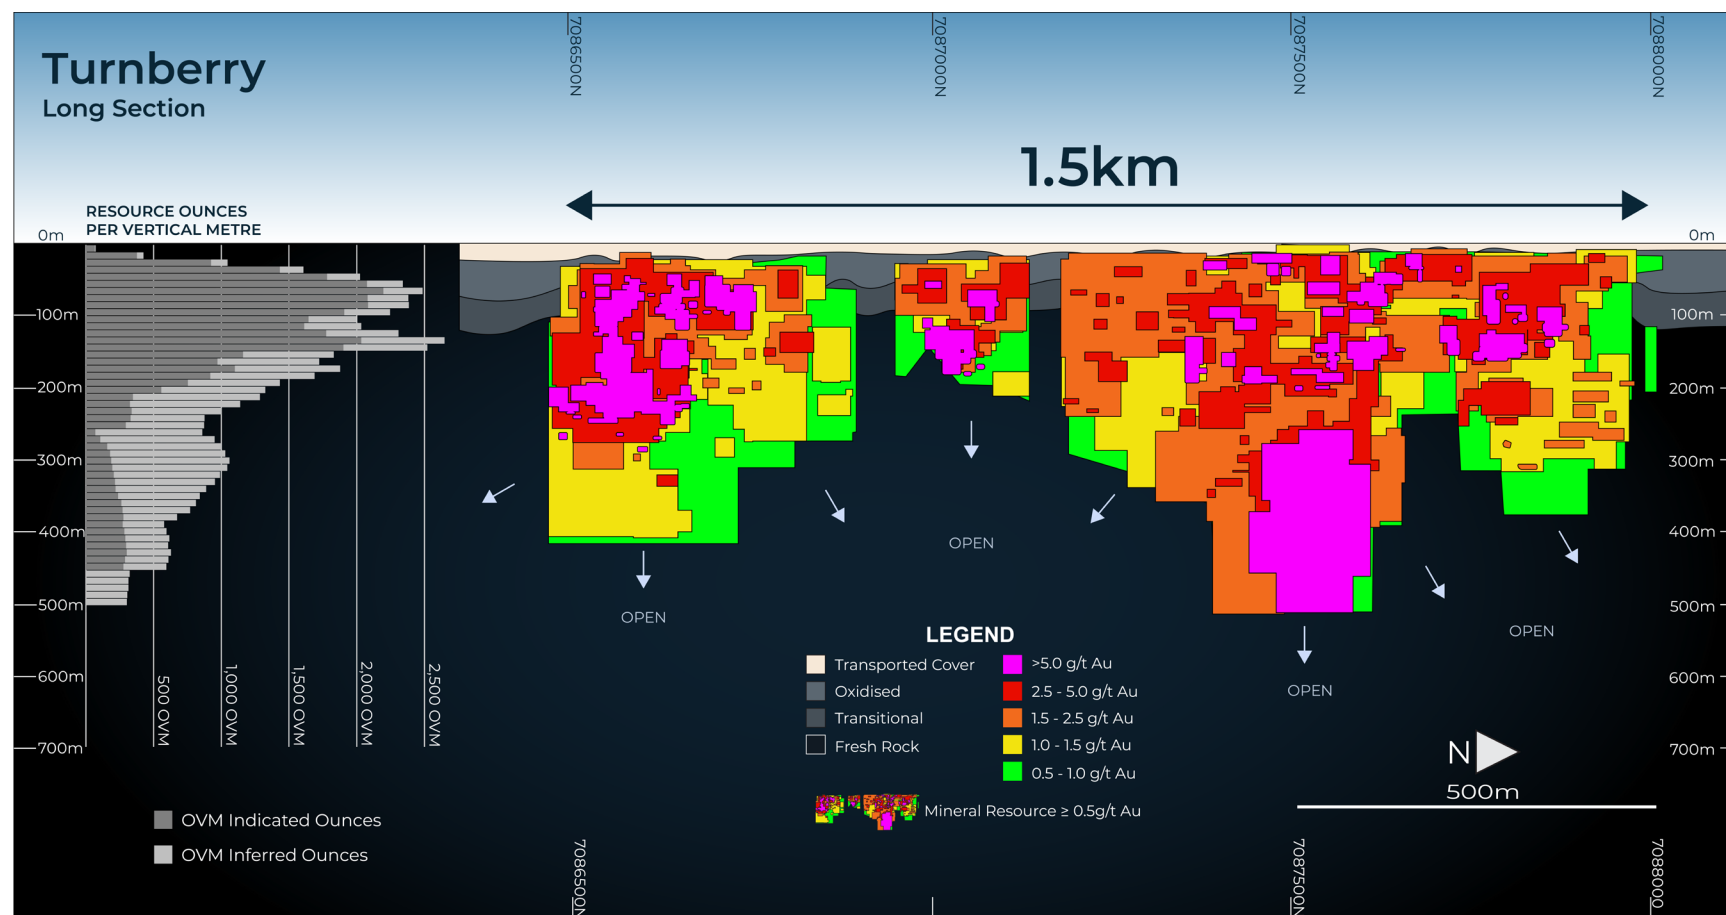 Turnberry
Long Section
7086500N
7087000N
7087500N
7088000N
1.5km
RESOURCE OUNCES
PER VERTICAL METRE
0m
0m
100m
100m
200m
200m
300m
300m
400m
400m
500m
500m
600m
600m
700m
700m
500 OVM
1,000 OVM
1,500 OVM
2,000 OVM
2,500 OVM
OPEN
OPEN
OPEN
OPEN
LEGEND
Transported Cover
Oxidised
Transitional
Fresh Rock
>5.0 g/t Au
2.5 - 5.0 g/t Au
1.5 - 2.5 g/t Au
1.0 - 1.5 g/t Au
0.5 - 1.0 g/t Au
Mineral Resource ≥ 0.5g/t Au
N
500m
OVM Indicated Ounces
OVM Inferred Ounces
7086500N
7087500N
7088000